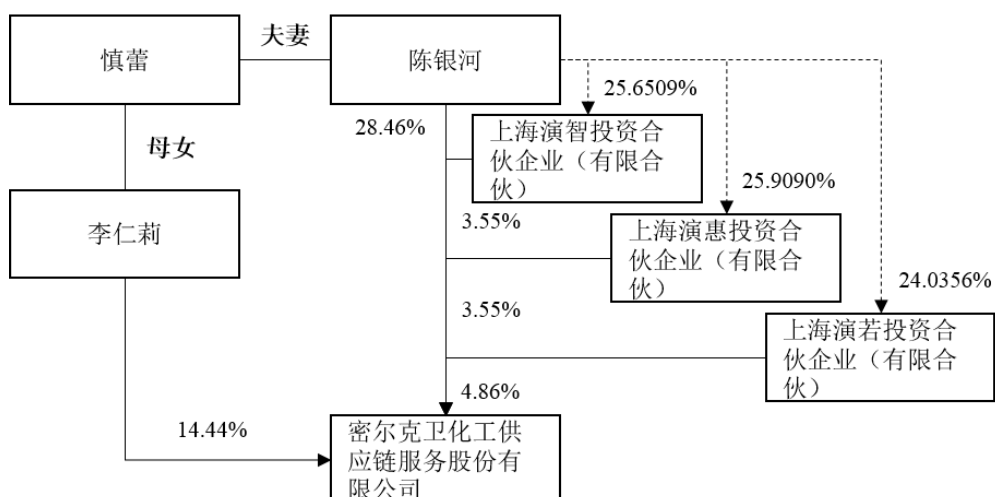 夫妻
慎蕾
陈银河
25.6509%
28.46%
上海演智投资合
伙企业（有限合
伙）
母女
25.9090%
3.55%
李仁莉
上海演惠投资合
伙企业（有限合
伙）
24.0356%
3.55%
上海演若投资合
伙企业（有限合
伙）
4.86%
14.44%
密尔克卫化工供
应链服务股份有
限公司